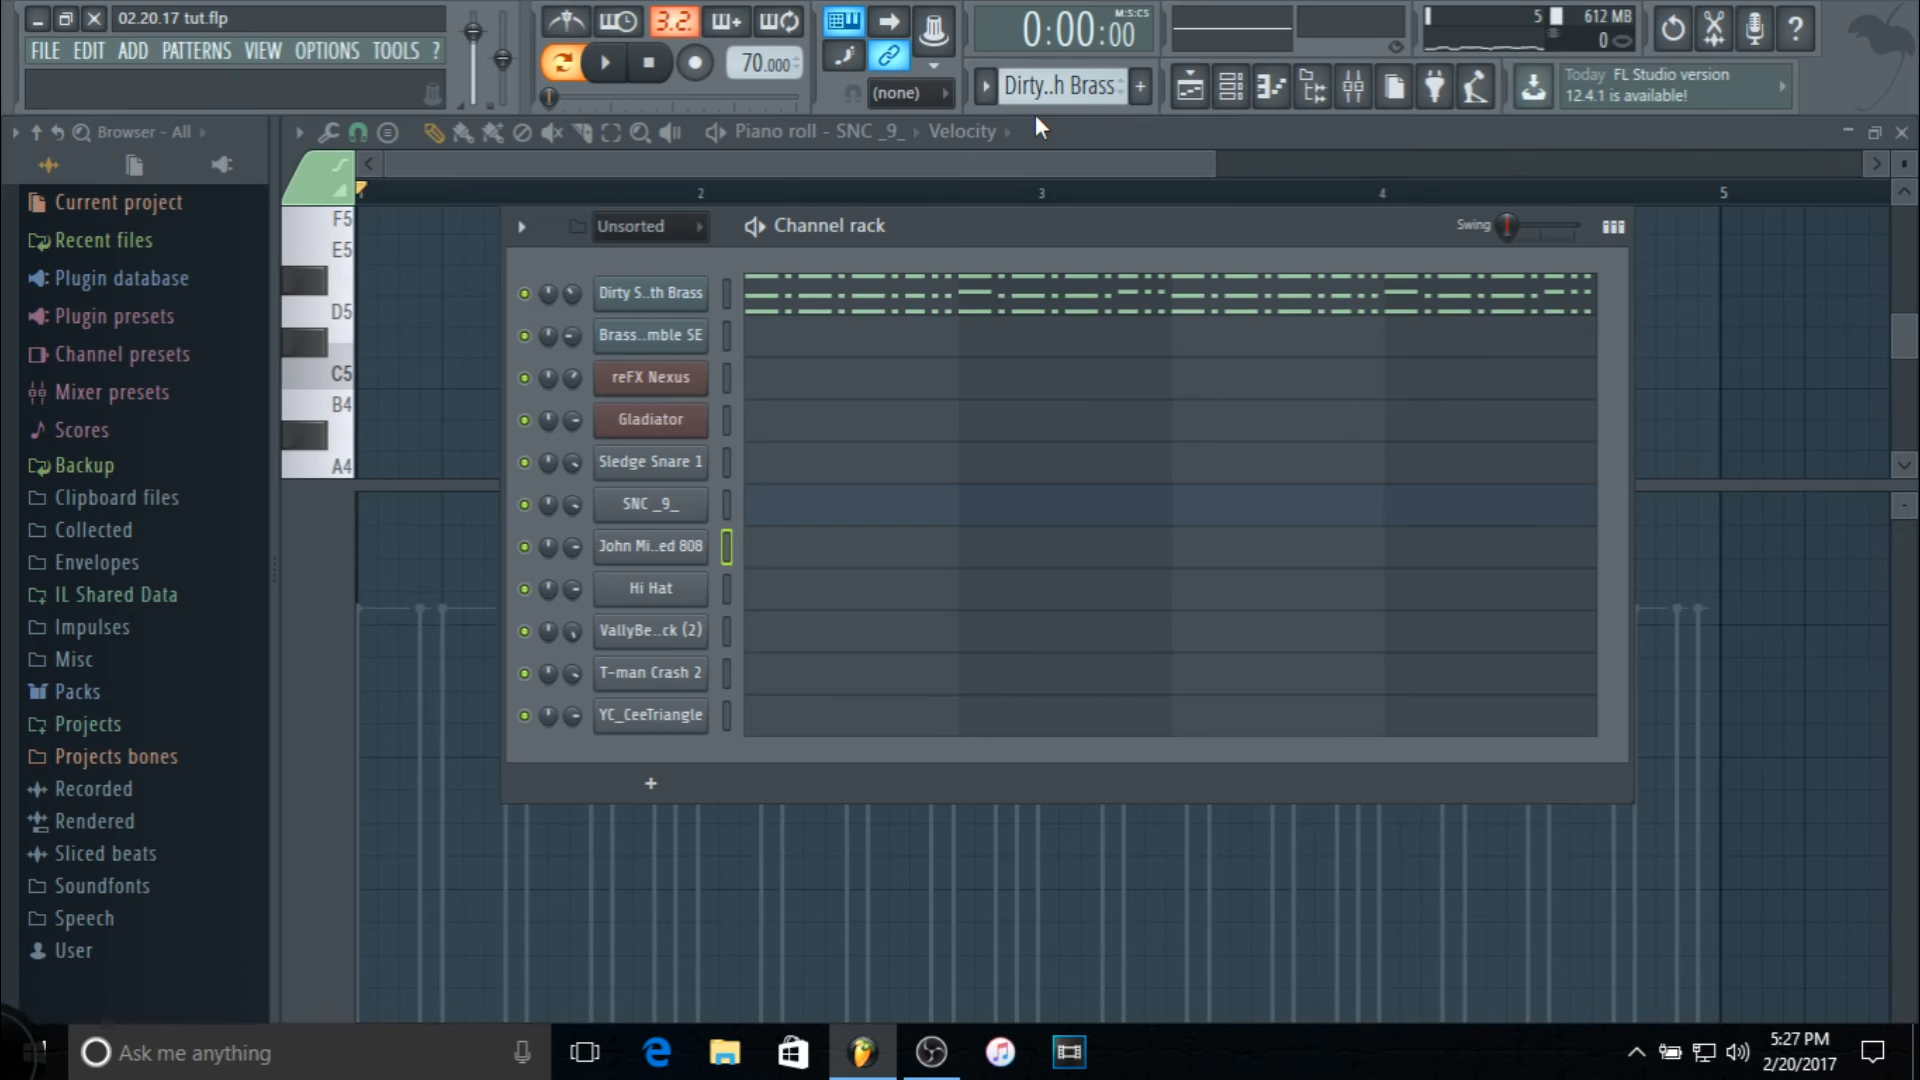 02.20.17 tut.flp
FILE EDIT ADD PATTERNS VIEW OPTIONS TOOLS ?
3.2.
70.000
(none)
0:00:00
M:S:CS
Dirty..h Brass
+
5
612 MB
0
?
Today FL Studio version
12.4.1 is available!
Browser - All
Piano roll - SNC _9_ Velocity
2
3
4
5
Current project
Recent files
Plugin database
Plugin presets
Channel presets
Mixer presets
Scores
Backup
Clipboard files
Collected
Envelopes
IL Shared Data
Impulses
Misc
Packs
Projects
Projects bones
Recorded
Rendered
Sliced beats
Soundfonts
Speech
User
F5
E5
D5
C5
B4
A4
Unsorted
Channel rack
Swing
Dirty S..th Brass
Brass..mble SE
reFX Nexus
Gladiator
Sledge Snare 1
SNC _9_
John Mi..ed 808
Hi Hat
VallyBe..ck (2)
T-man Crash 2
YC_CeeTriangle
+
Ask me anything
5:27 PM
2/20/2017